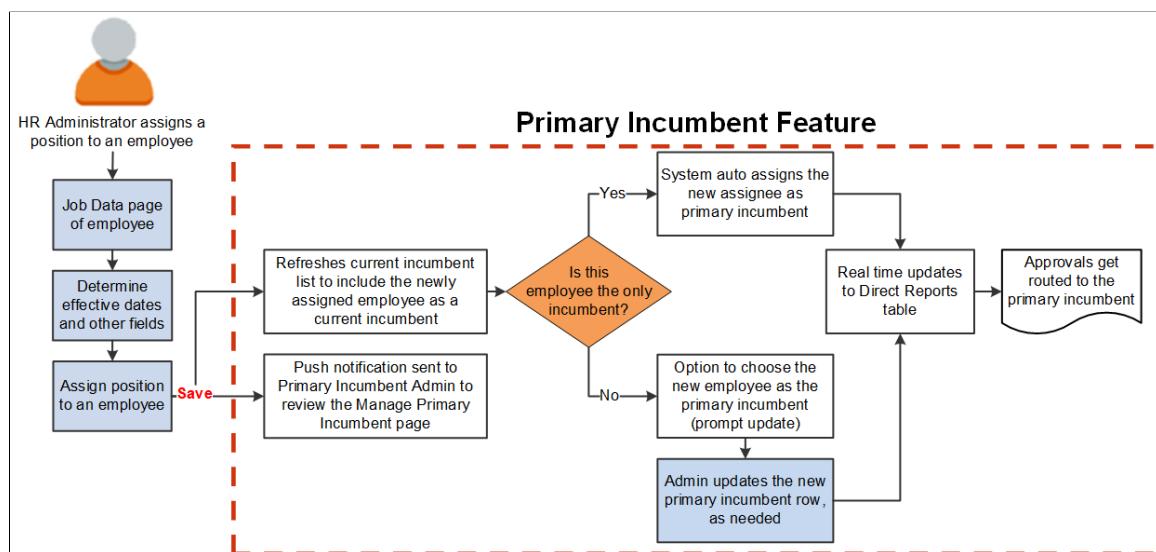 HR Administrator assigns a
position to an employee
Primary Incumbent Feature
Job Data page
of employee
Determine
effective dates
and other fields
Assign position
to an employee
Save
Refreshes current incumbent
list to include the newly
assigned employee as a
current incumbent
Push notification sent to
Primary Incumbent Admin to
review the Manage Primary
Incumbent page
Is this
employee the only
incumbent?
Yes
System auto assigns the
new assignee as
primary incumbent
No
Option to choose the
new employee as the
primary incumbent
(prompt update)
Admin updates the new
primary incumbent row,
as needed
Real time updates
to Direct Reports
table
Approvals get
routed to the
primary incumbent